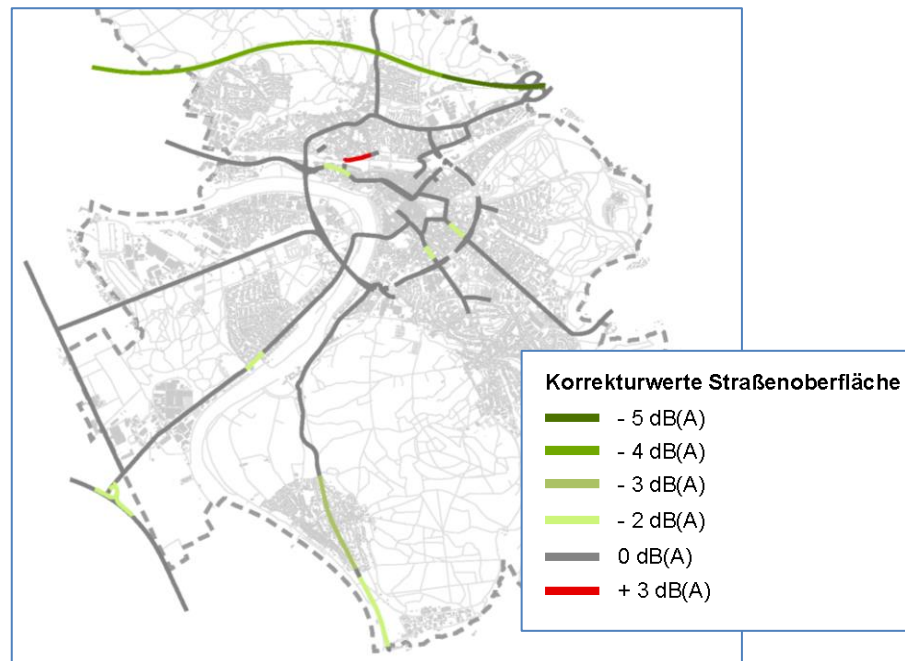 Korrekturwerte Straßenoberfläche
- 5 dB(A)
- 4 dB(A)
- 3 dB(A)
- 2 dB(A)
0 dB(A)
+ 3 dB(A)